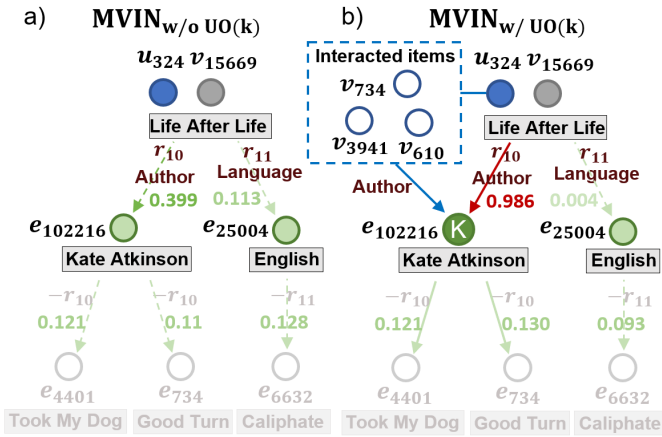 a) MVIN w/o UO(k)
u324 v15669
Life After Life
r10 r11
Author Language
0.399 0.113
e102216 e25004
Kate Atkinson English
−r10 −r10 −r11
0.121 0.11 0.128
e4401 e734 e6632
Took My Dog Good Turn Caliphate
b) MVIN w/ UO(k)
Interacted items
v734
v3941 v610
u324 v15669
Life After Life
r10 r11
Author Author Language
0.986 0.004
e102216 K e25004
Kate Atkinson English
−r10 −r10 −r11
0.121 0.130 0.093
e4401 e734 e6632
Took My Dog Good Turn Caliphate